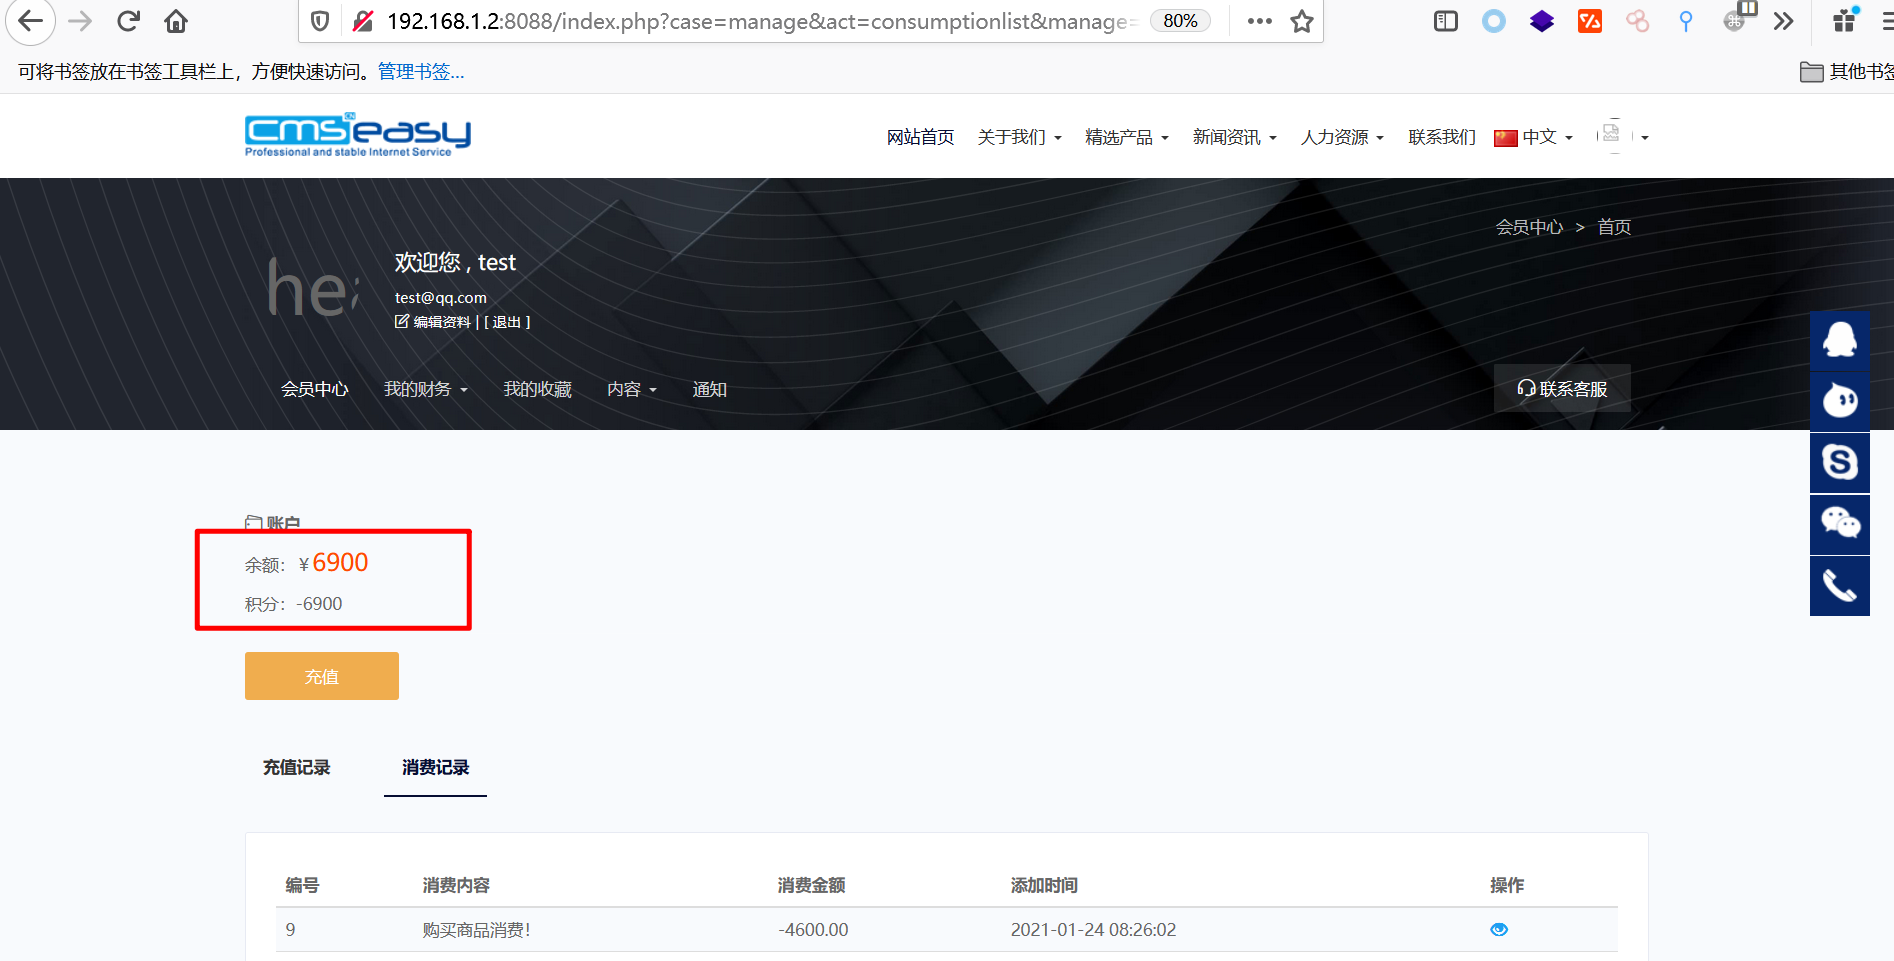 192.168.1.2:8088/index.php?case=manage&act=consumptionlist&manage=
80%
可将书签放在书签工具栏上，方便快速访问。管理书签...
其他书签
CMSeasy CN
Professional and stable Internet Service
网站首页 关于我们 精选产品 新闻资讯 人力资源 联系我们 中文
会员中心 > 首页
hea
欢迎您 , test
test@qq.com
编辑资料 | [ 退出 ]
会员中心 我的财务 我的收藏 内容 通知
联系客服
账户
余额：￥6900
积分：-6900
充值
充值记录 消费记录
编号 消费内容 消费金额 添加时间 操作
9 购买商品消费！ -4600.00 2021-01-24 08:26:02